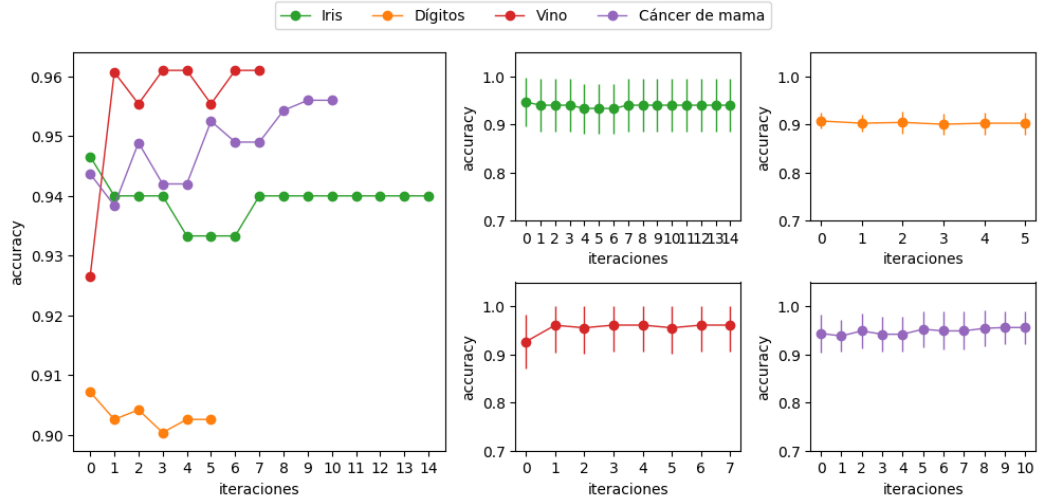 Iris Dígitos Vino Cáncer de mama
accuracy
0.96
0.95
0.94
0.93
0.92
0.91
0.90
0 1 2 3 4 5 6 7 8 9 10 11 12 13 14
iteraciones
accuracy
1.0
0.9
0.8
0.7
0 1 2 3 4 5 6 7 8 9 10 11 12 13 14
iteraciones
accuracy
1.0
0.9
0.8
0.7
0 1 2 3 4 5
iteraciones
accuracy
1.0
0.9
0.8
0.7
0 1 2 3 4 5 6 7
iteraciones
accuracy
1.0
0.9
0.8
0.7
0 1 2 3 4 5 6 7 8 9 10
iteraciones